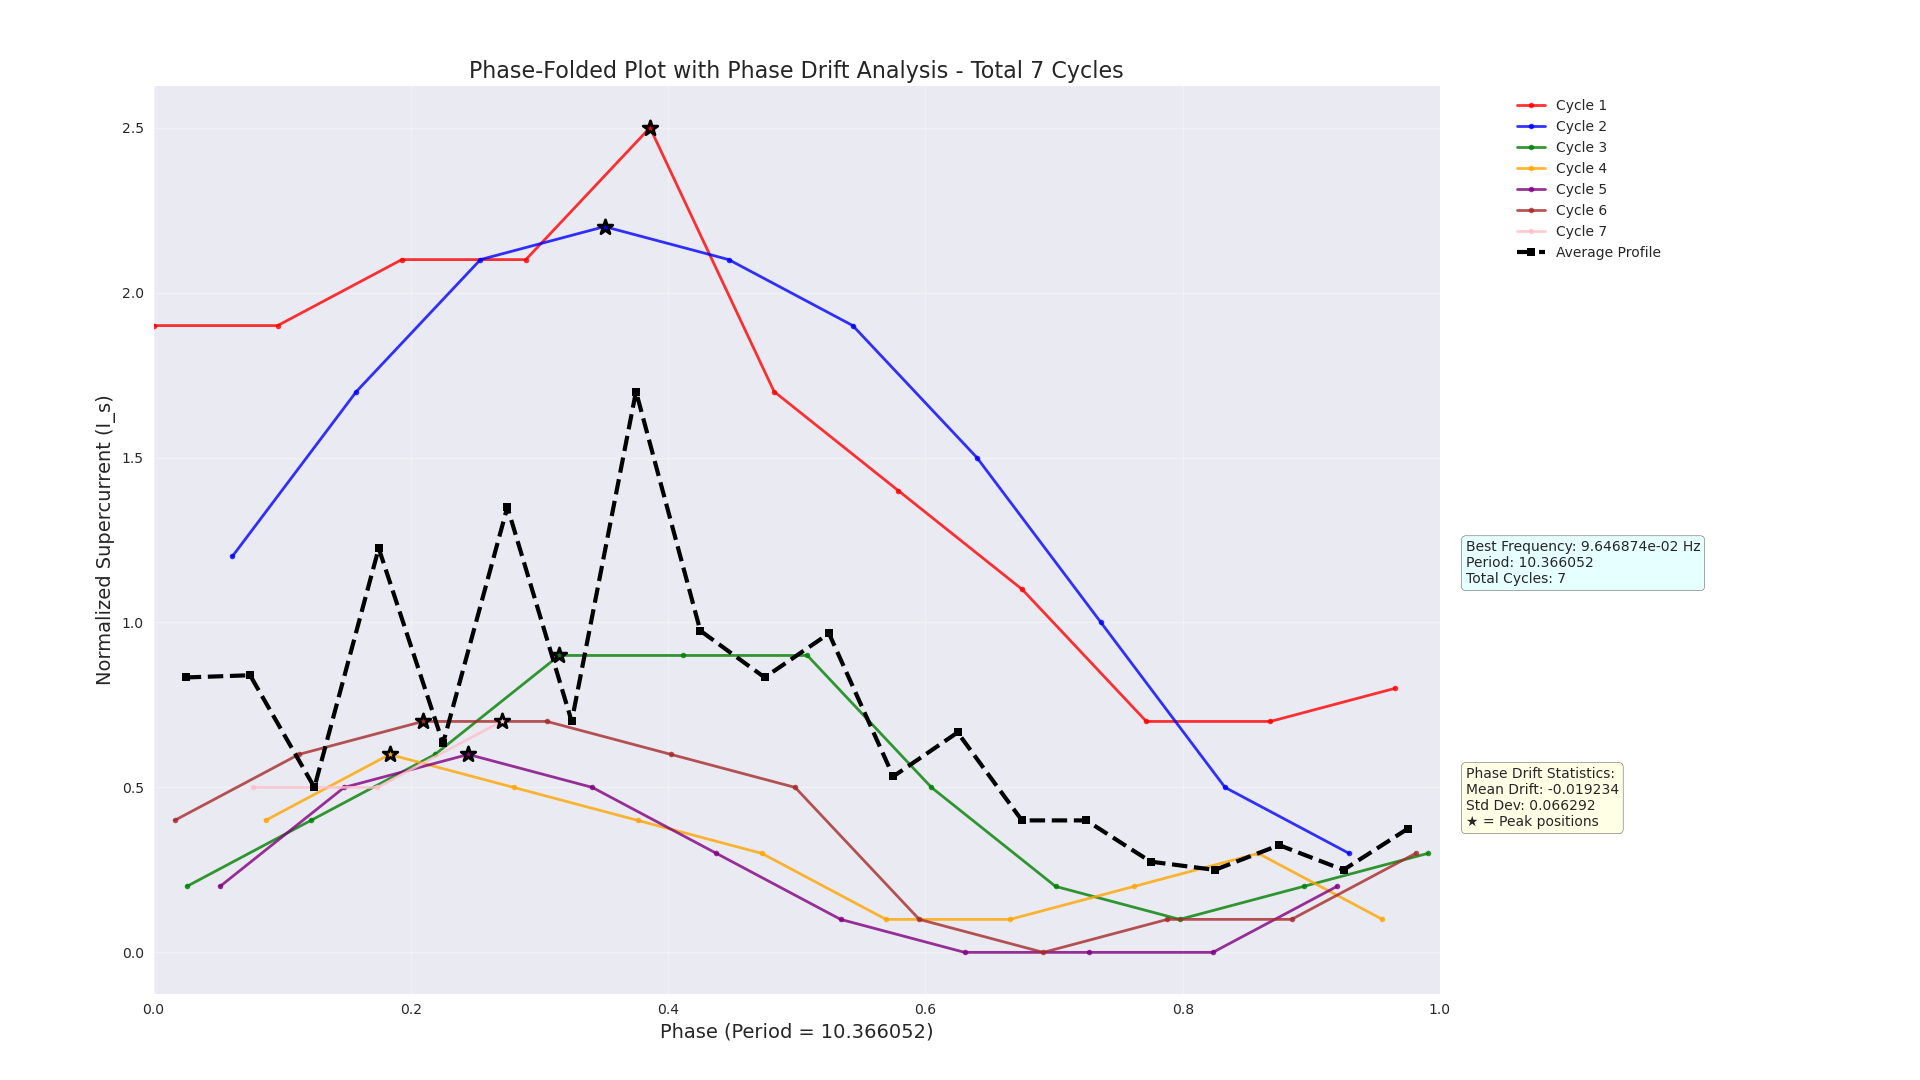 Phase-Folded Plot with Phase Drift Analysis - Total 7 Cycles
Normalized Supercurrent (I_s)
2.5
2.0
1.5
1.0
0.5
0.0
0.0 0.2 0.4 0.6 0.8 1.0
Phase (Period = 10.366052)
Cycle 1
Cycle 2
Cycle 3
Cycle 4
Cycle 5
Cycle 6
Cycle 7
Average Profile
Best Frequency: 9.646874e-02 Hz
Period: 10.366052
Total Cycles: 7
Phase Drift Statistics:
Mean Drift: -0.019234
Std Dev: 0.066292
★ = Peak positions